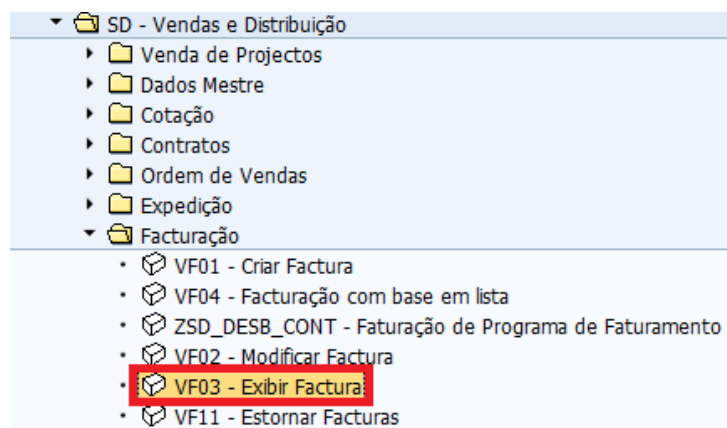 SD - Vendas e Distribuição
Venda de Projectos
Dados Mestre
Cotação
Contratos
Ordem de Vendas
Expedição
Facturação
VF01 - Criar Factura
VF04 - Facturação com base em lista
ZSD_DESB_CONT - Faturação de Programa de Faturamento
VF02 - Modificar Factura
VF03 - Exibir Factura
VF11 - Estornar Facturas